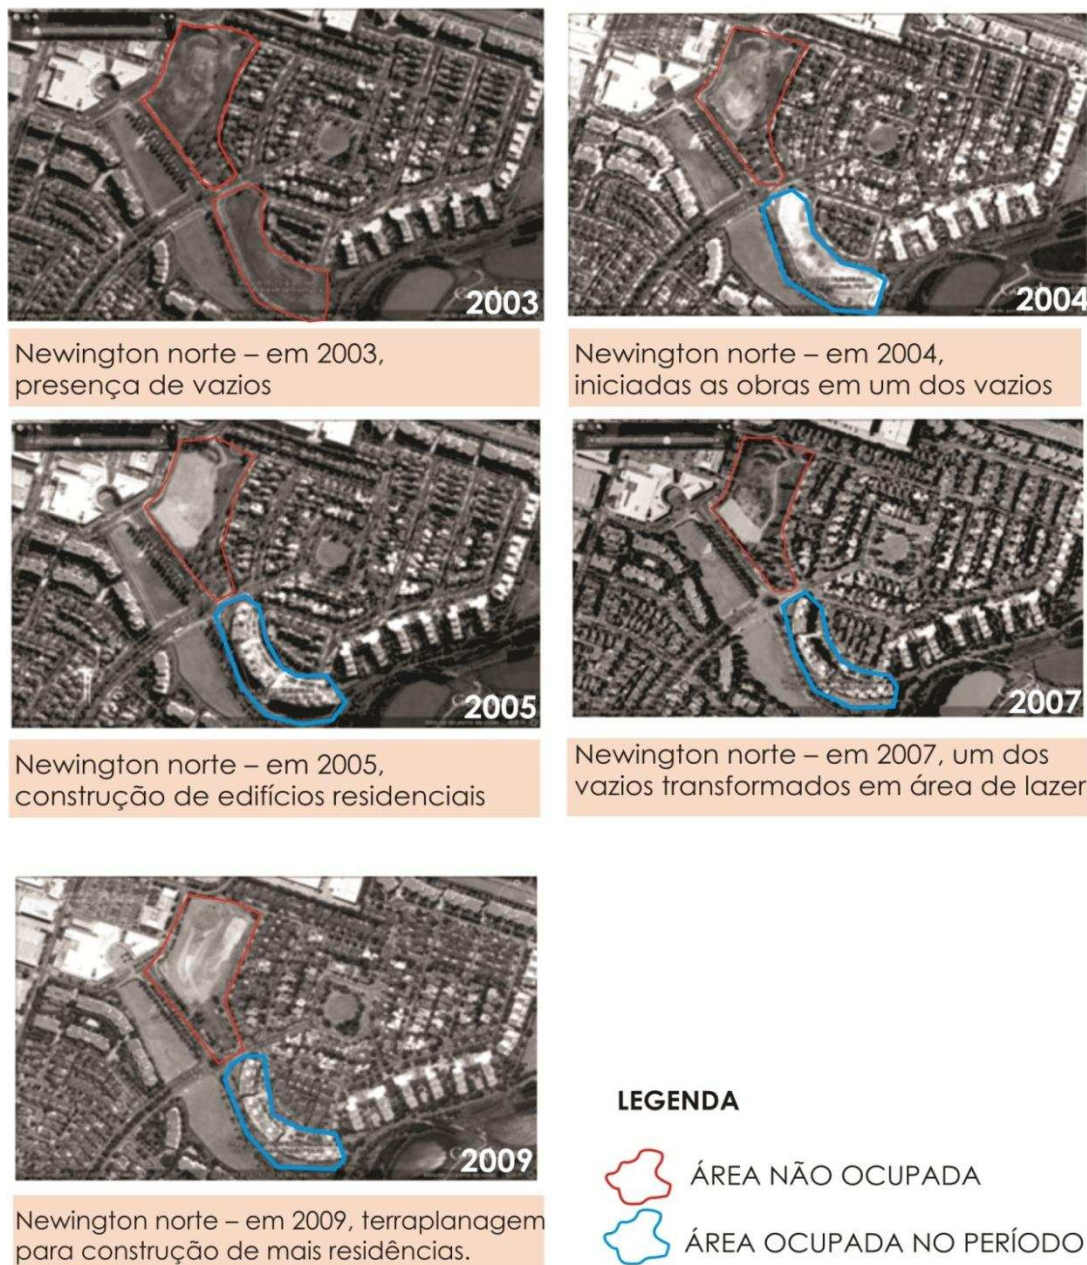 2003
2004
Newington norte – em 2003,
presença de vazios
Newington norte – em 2004,
iniciadas as obras em um dos vazios
2005
2007
Newington norte – em 2005,
construção de edifícios residenciais
Newington norte – em 2007, um dos
vazios transformados em área de lazer
2009
Newington norte – em 2009, terraplanagem
para construção de mais residências.
LEGENDA
ÁREA NÃO OCUPADA
ÁREA OCUPADA NO PERÍODO